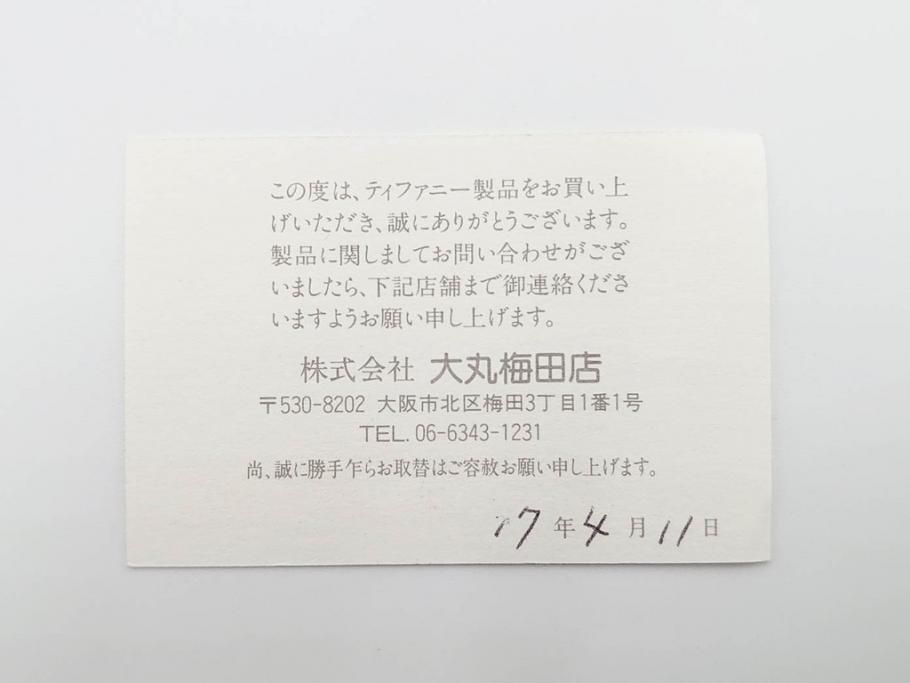 この度は、ティファニー製品をお買い上
げいただき、誠にありがとうございます。
製品に関しましてお問い合わせがござ
いましたら、下記店舗まで御連絡くださ
いますようお願い申し上げます。
株式会社 大丸梅田店
〒530-8202 大阪市北区梅田3丁目1番1号
TEL. 06-6343-1231
尚、誠に勝手乍らお取替はご容赦お願い申し上げます。
17年4月11日